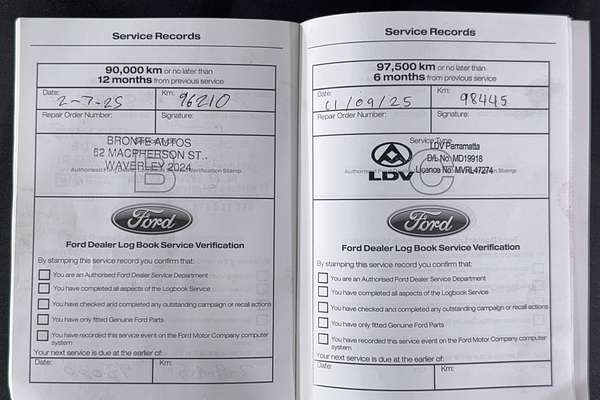 Service Records
90,000 km or no later than
12 months from previous service
Date: Km:
2-7-25 96210
Repair Order Number: Signature:
BRONTE AUTOS
62 MACPHERSON ST.,
WAVERLEY 2024
B
Ford
Ford Dealer Log Book Service Verification
By stamping this service record you confirm that:
You are an Authorised Ford Dealer Service Department
You have completed all aspects of the Logbook Service
You have checked and completed any outstanding campaign or recall actions
You have only fitted Genuine Ford Parts
You have recorded this service event on the Ford Motor Company computer
system
Your next service is due at the earlier of:
Date: Km:
Service Records
97,500 km or no later than
6 months from previous service
Date: Km:
01/09/25 98445
Repair Order Number: Signature:
Service Type
LDV Parramatta
D/L No: MD19918
Licence No: MVRL47274
LDV
C
Ford
Ford Dealer Log Book Service Verification
By stamping this service record you confirm that:
You are an Authorised Ford Dealer Service Department
You have completed all aspects of the Logbook Service
You have checked and completed any outstanding campaign or recall actions
You have only fitted Genuine Ford Parts
You have recorded this service event on the Ford Motor Company computer
system
Your next service is due at the earlier of:
Date: Km: